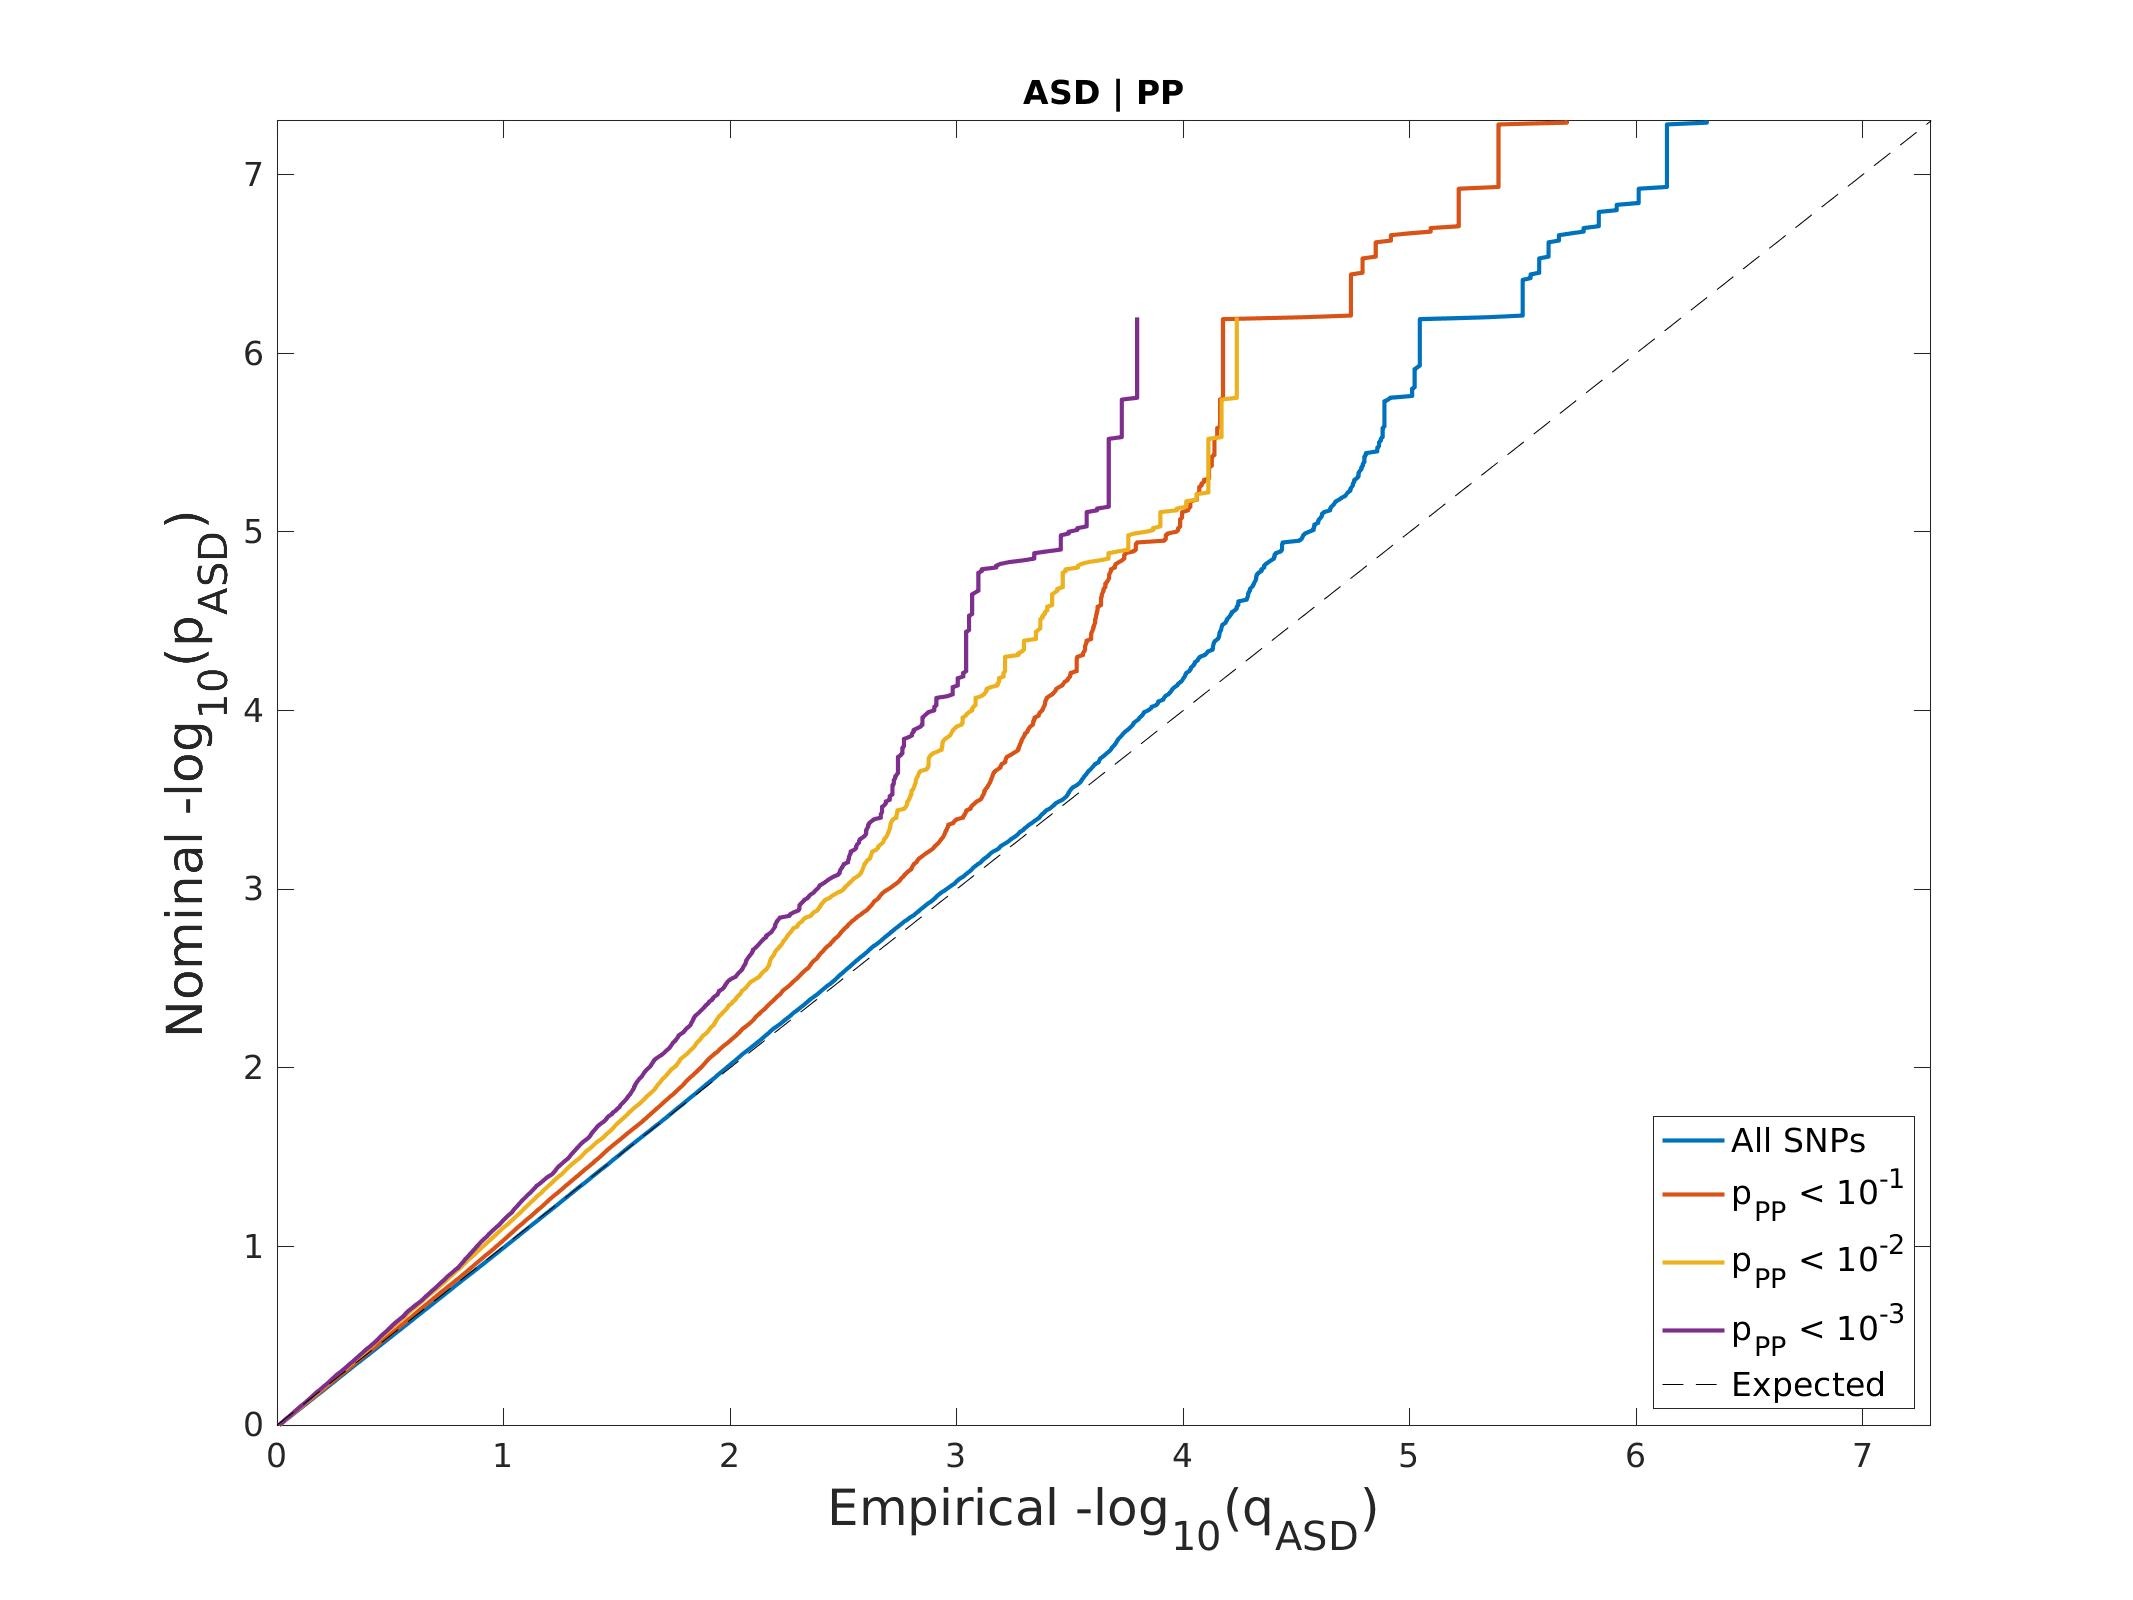 ASD | PP
7
6
5
4
3
2
1
0
Nominal -log10(pASD)
0 1 2 3 4 5 6 7
Empirical -log10(qASD)
All SNPs
pPP < 10-1
pPP < 10-2
pPP < 10-3
Expected